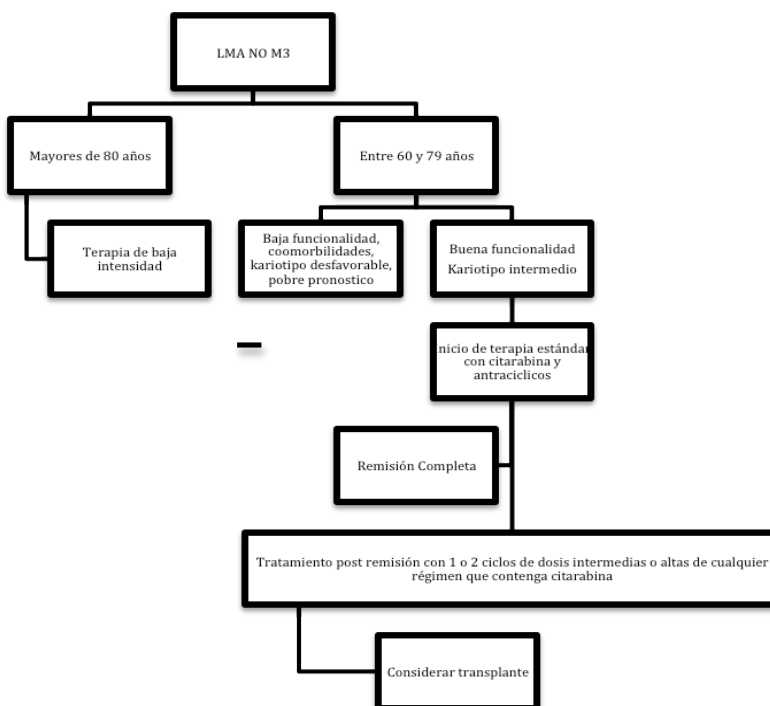 LMA NO M3
Mayores de 80 años
Entre 60 y 79 años
Terapia de baja
intensidad
Baja funcionalidad,
coomorbilidades,
kariotipo desfavorable,
pobre pronostico
Buena funcionalidad
Kariotipo intermedio
nicio de terapia estándar
con citarabina y
antraciclicos
Remisión Completa
Tratamiento post remisión con 1 o 2 ciclos de dosis intermedias o altas de cualquier
régimen que contenga citarabina
Considerar transplante